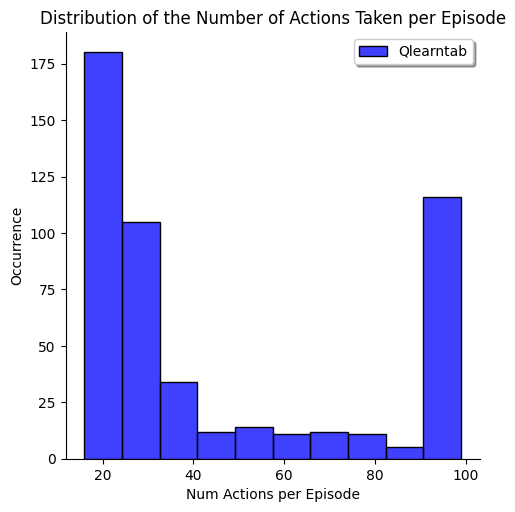 Distribution of the Number of Actions Taken per Episode
Qlearntab
175
150
125
100
75
50
25
0
Occurrence
20 40 60 80 100
Num Actions per Episode